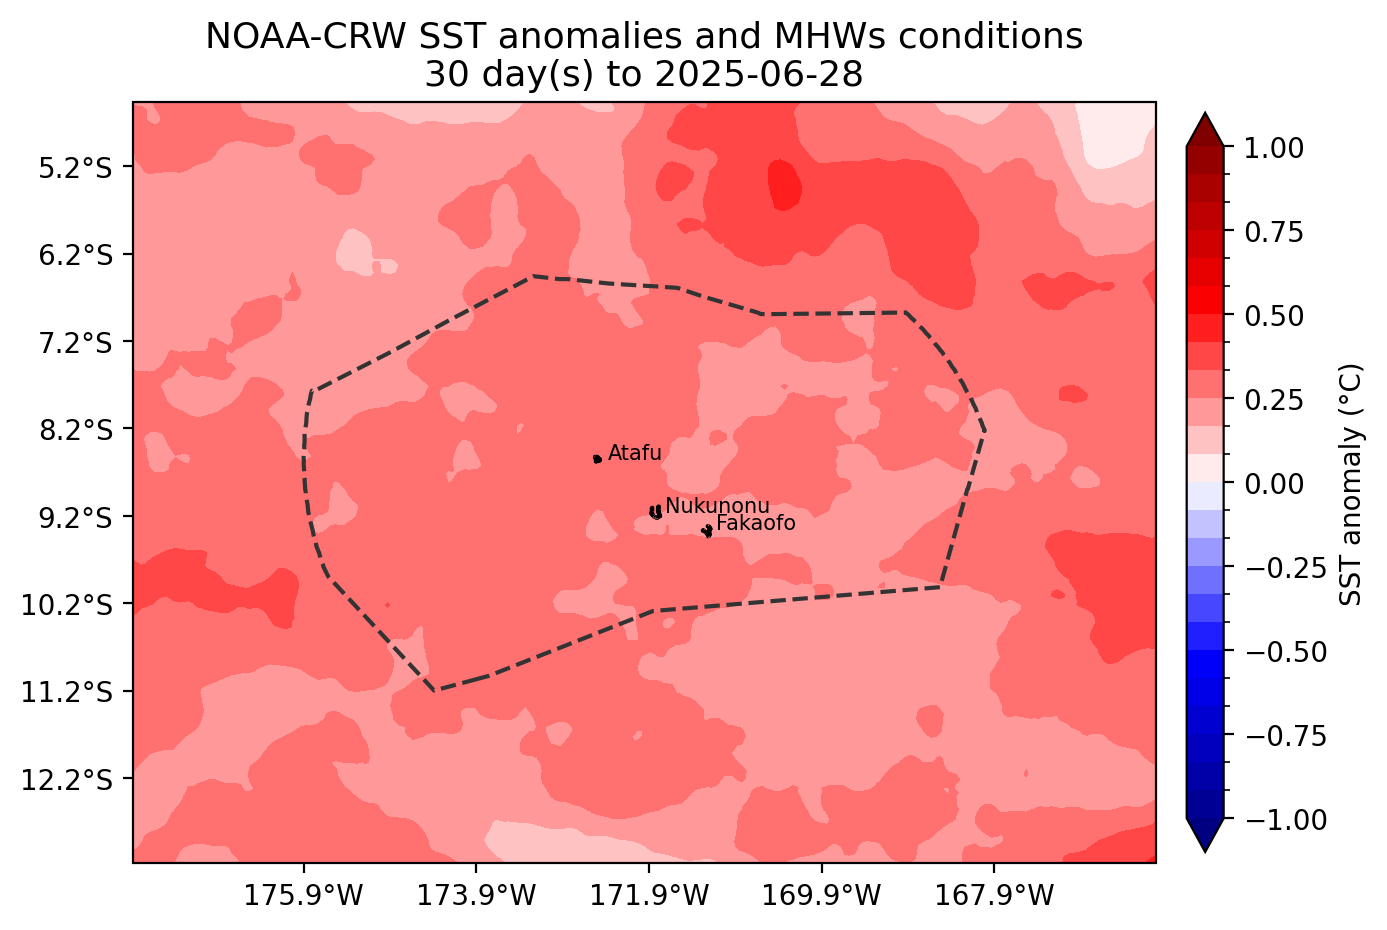 NOAA-CRW SST anomalies and MHWs conditions
30 day(s) to 2025-06-28
5.2°S
6.2°S
7.2°S
8.2°S
9.2°S
10.2°S
11.2°S
12.2°S
Atafu
Nukunonu
Fakaofo
175.9°W
173.9°W
171.9°W
169.9°W
167.9°W
1.00
0.75
0.50
0.25
0.00
−0.25
−0.50
−0.75
−1.00
SST anomaly (°C)